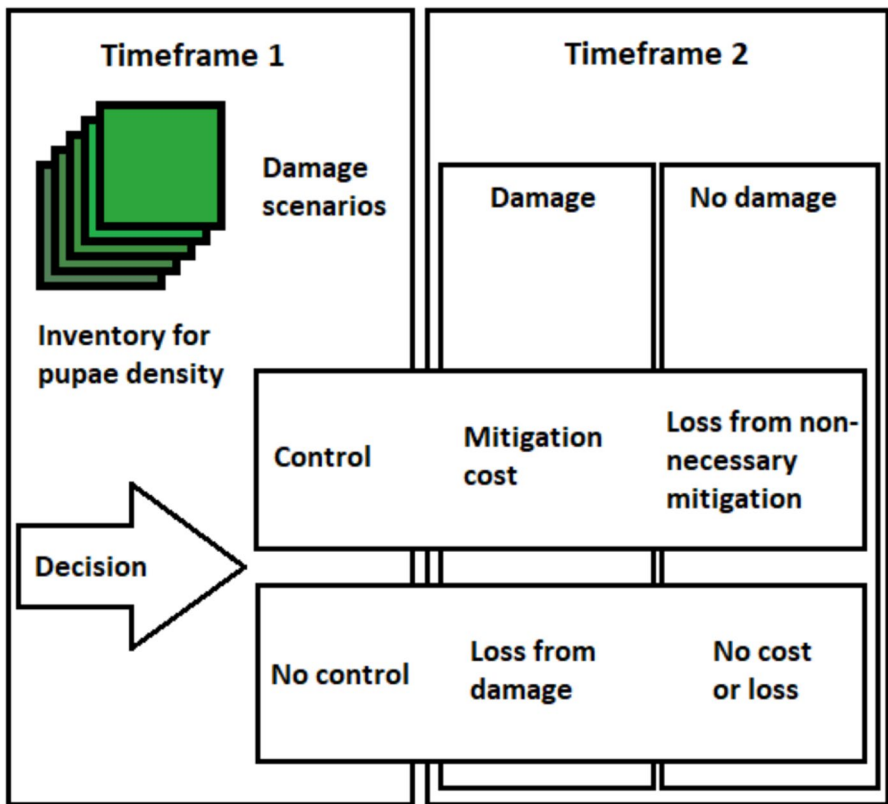 Timeframe 1
Timeframe 2
Damage
scenarios
Damage
No damage
Inventory for
pupae density
Control
Mitigation
cost
Loss from non-
necessary
mitigation
Decision
No control
Loss from
damage
No cost
or loss